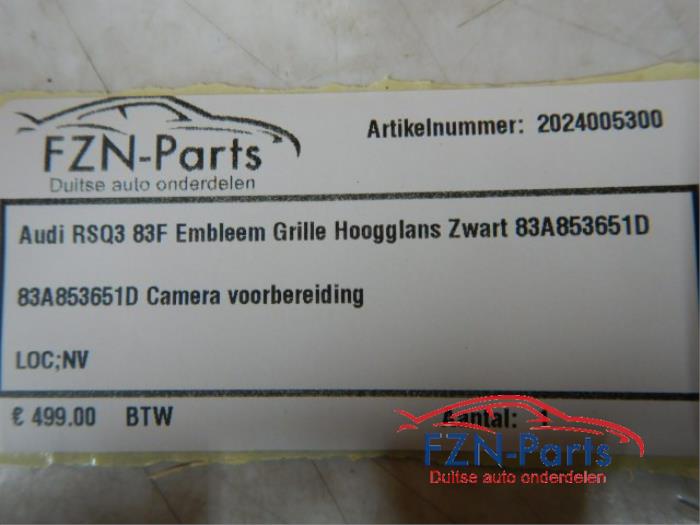 FZN-Parts
Duitse auto onderdelen
Artikelnummer: 2024005300
Audi RSQ3 83F Embleem Grille Hoogglans Zwart 83A853651D
83A853651D Camera voorbereiding
LOC;NV
€ 499.00 BTW Aantal: 1
FZN-Parts
Duitse auto onderdelen